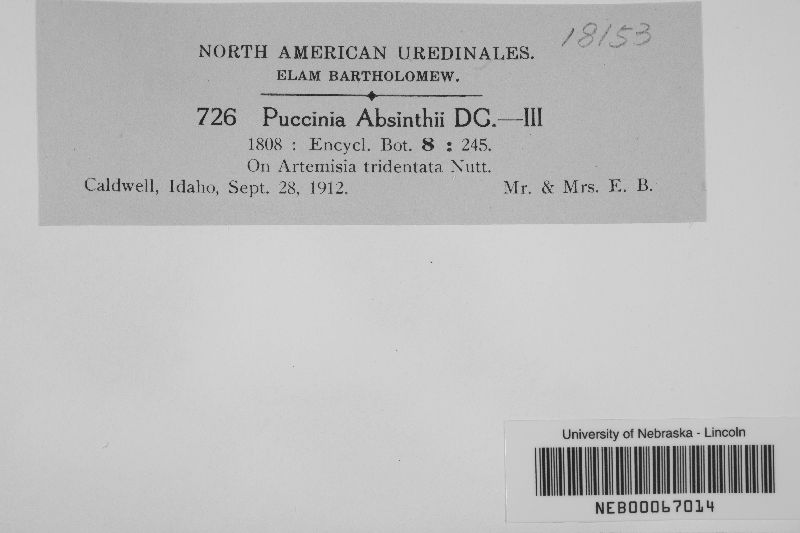 18153
NORTH AMERICAN UREDINALES.
ELAM BARTHOLOMEW.
726 Puccinia Absinthii DC.—III
1808 : Encycl. Bot. 8 : 245.
On Artemisia tridentata Nutt.
Caldwell, Idaho, Sept. 28, 1912. Mr. & Mrs. E. B.
University of Nebraska - Lincoln
NEB00067014